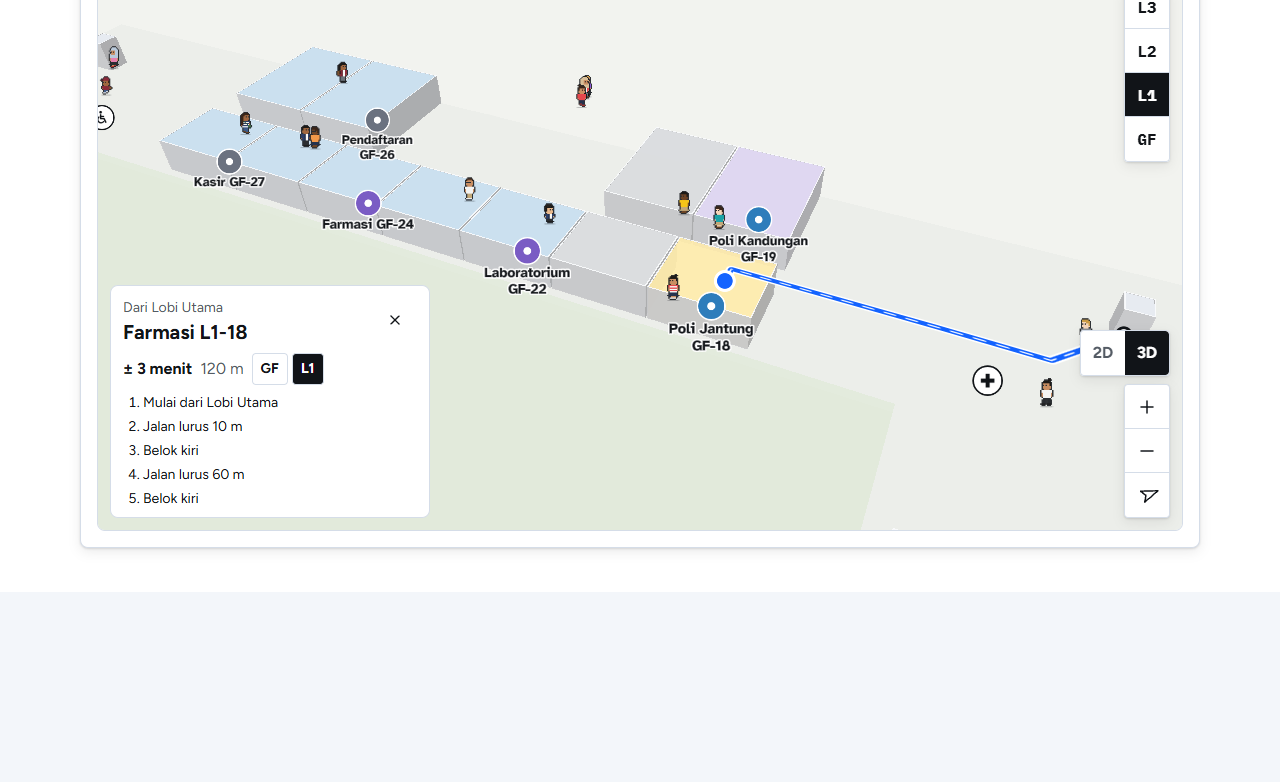 L3
L2
L1
GF
Pendaftaran
GF-26
Kasir GF-27
Farmasi GF-24
Poli Kandungan
GF-19
Laboratorium
GF-22
Poli Jantung
GF-18
Dari Lobi Utama
Farmasi L1-18
± 3 menit 120 m GF L1
1. Mulai dari Lobi Utama
2. Jalan lurus 10 m
3. Belok kiri
4. Jalan lurus 60 m
5. Belok kiri
2D 3D